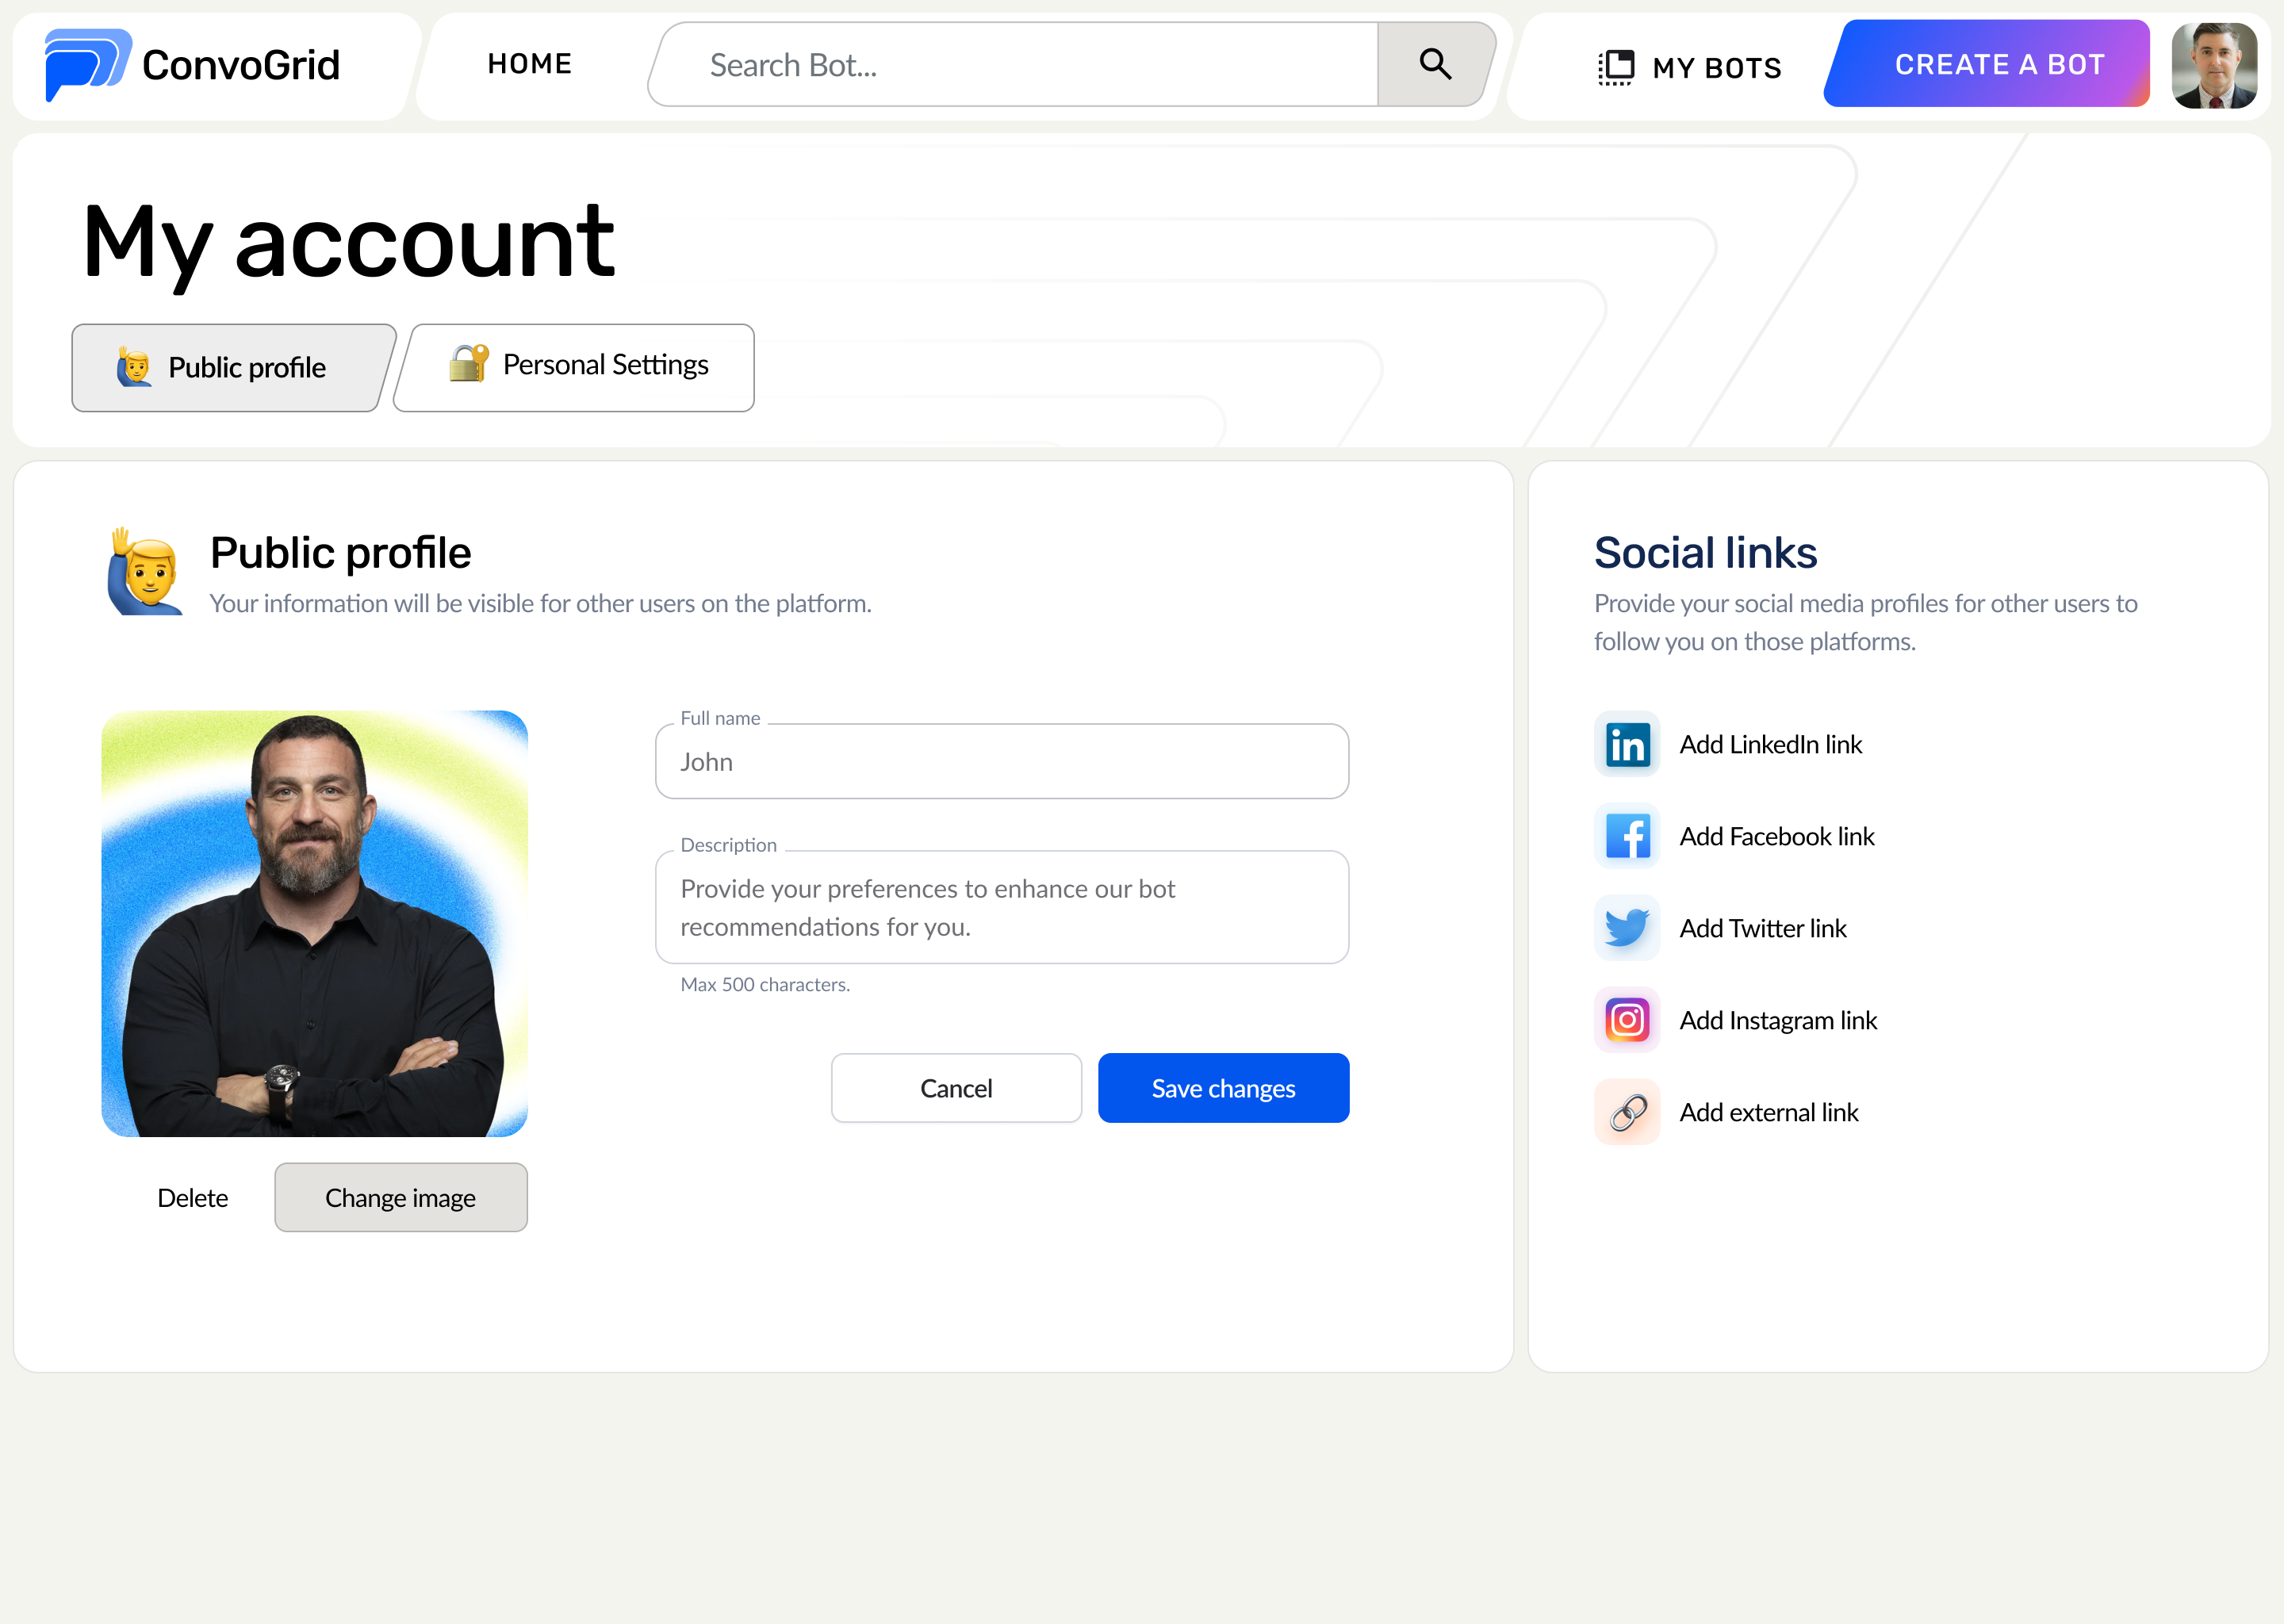 ConvoGrid
HOME
Search Bot...
MY BOTS
CREATE A BOT
My account
Public profile
Personal Settings
Public profile
Your information will be visible for other users on the platform.
Full name
John
Description
Provide your preferences to enhance our bot
recommendations for you.
Max 500 characters.
Cancel
Save changes
Delete
Change image
Social links
Provide your social media profiles for other users to
follow you on those platforms.
in
Add LinkedIn link
f
Add Facebook link
Add Twitter link
Add Instagram link
Add external link